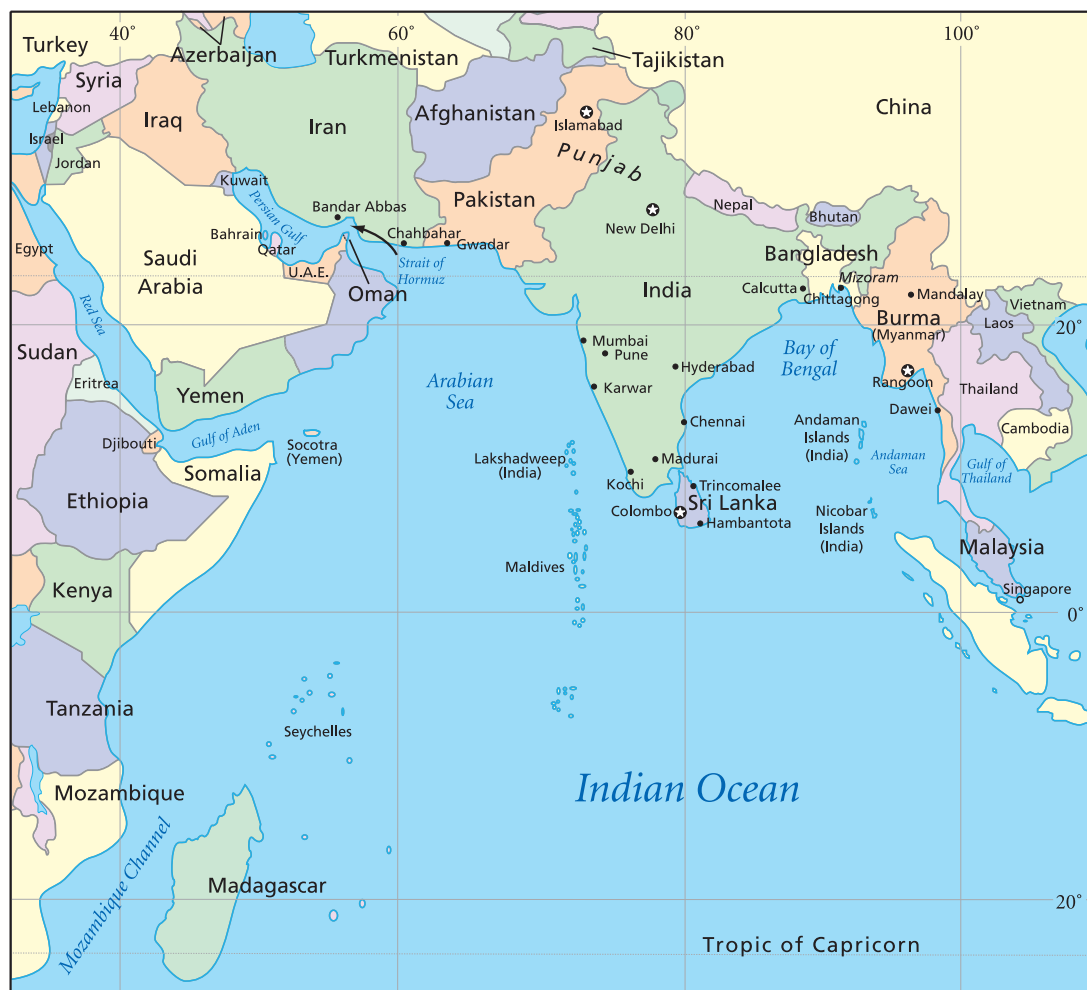 40°
60°
80°
100°
Turkey
Azerbaijan
Turkmenistan
Tajikistan
Syria
Lebanon
Iraq
Iran
Afghanistan
Islamabad
China
Israel
Jordan
Punjab
Kuwait
Persian Gulf
Bandar Abbas
Pakistan
Nepal
Bhutan
New Delhi
Egypt
Bahrain
Qatar
Chahbahar
Gwadar
Bangladesh
Saudi
Arabia
U.A.E.
Strait of
Hormuz
Oman
India
Calcutta
Mizoram
Chittagong
Mandalay
Vietnam
Red Sea
Burma
(Myanmar)
Laos
20°
Sudan
Mumbai
Pune
Bay of
Bengal
Hyderabad
Rangoon
Eritrea
Yemen
Arabian
Sea
Karwar
Thailand
Dawei
Djibouti
Gulf of Aden
Socotra
(Yemen)
Chennai
Andaman
Islands
(India)
Cambodia
Somalia
Lakshadweep
(India)
Madurai
Kochi
Andaman
Sea
Gulf of
Thailand
Ethiopia
Trincomalee
Sri Lanka
Colombo
Hambantota
Nicobar
Islands
(India)
Malaysia
Maldives
Kenya
Singapore
0°
Tanzania
Seychelles
Indian Ocean
Mozambique
Mozambique Channel
Madagascar
20°
Tropic of Capricorn